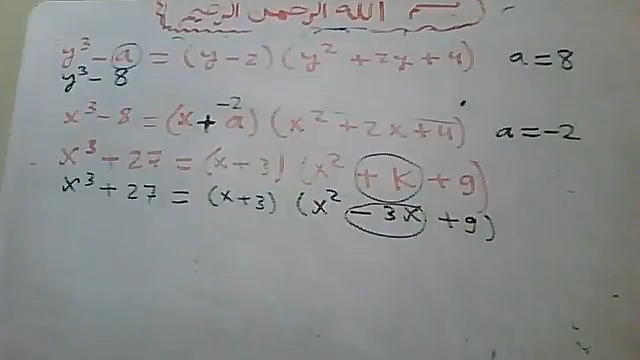 بسم الله الرحمن الرحيم
y³ - a = (y-2) (y² + 2y + 4) a = 8
y³ - 8
-2
x³ - 8 = (x + a) (x² + 2x + 4) a = -2
x³ + 27 = (x+3) (x² + k + 9)
x³ + 27 = (x+3) (x² - 3x + 9)